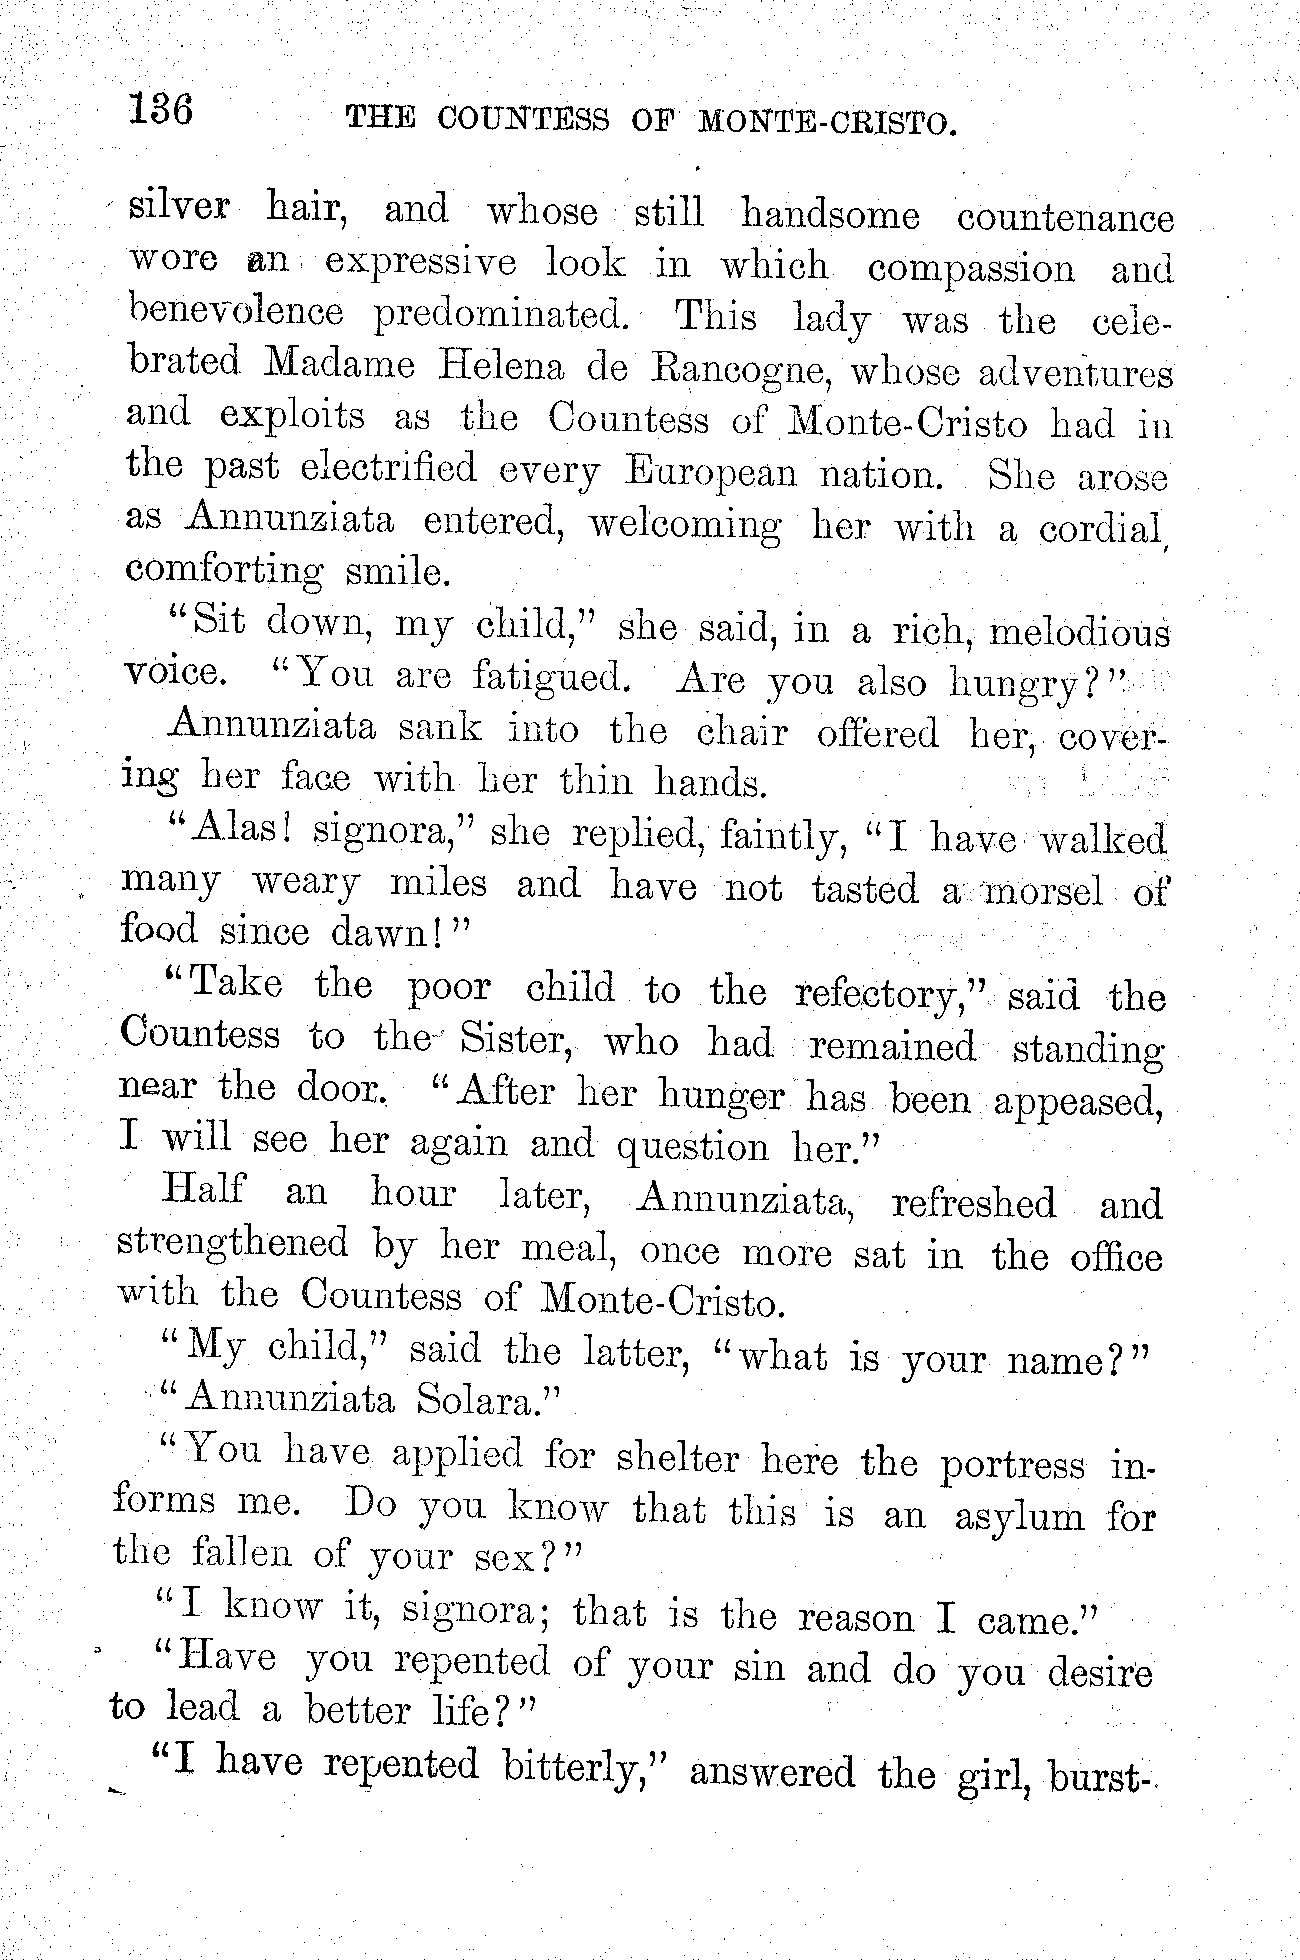 136 THE COUNTESS OF MONTE-CRISTO.
silver hair, and whose still handsome countenance
wore an expressive look in which compassion and
benevolence predominated. This lady was the cele-
brated Madame Helena de Rancogne, whose adventures
and exploits as the Countess of Monte-Cristo had in
the past electrified every European nation. She arose
as Annunziata entered, welcoming her with a cordial,
comforting smile.
"Sit down, my child," she said, in a rich, melodious
voice. "You are fatigued. Are you also hungry?"
Annunziata sank into the chair offered her, cover-
ing her face with her thin hands.
"Alas! signora," she replied, faintly, "I have walked
many weary miles and have not tasted a morsel of
food since dawn!"
"Take the poor child to the refectory," said the
Countess to the Sister, who had remained standing
near the door. "After her hunger has been appeased,
I will see her again and question her."
Half an hour later, Annunziata, refreshed and
strengthened by her meal, once more sat in the office
with the Countess of Monte-Cristo.
"My child," said the latter, "what is your name?"
"Annunziata Solara."
"You have applied for shelter here the portress in-
forms me. Do you know that this is an asylum for
the fallen of your sex?"
"I know it, signora; that is the reason I came."
"Have you repented of your sin and do you desire
to lead a better life?"
"I have repented bitterly," answered the girl, burst-